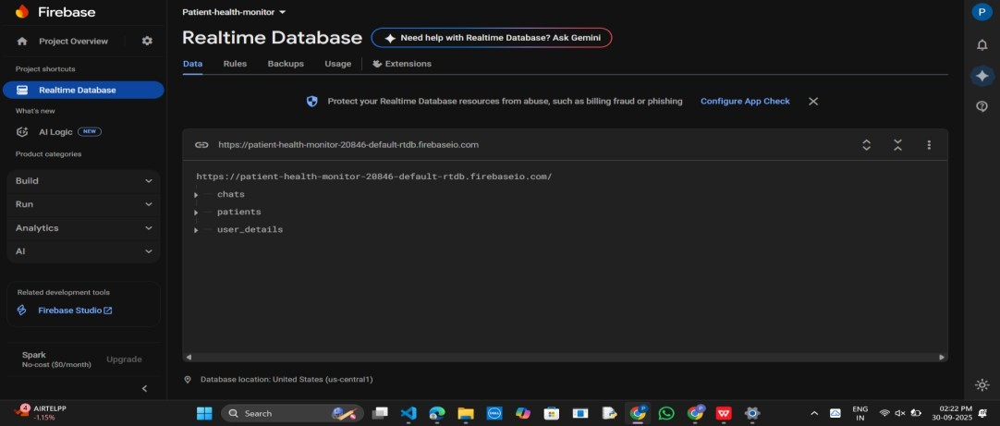 Firebase
Patient-health-monitor
Project Overview
Realtime Database
Need help with Realtime Database? Ask Gemini
P
Data Rules Backups Usage Extensions
Project shortcuts
Realtime Database
What's new
AI Logic NEW
Product categories
Build
Run
Analytics
AI
Related development tools
Firebase Studio
Spark
No-cost ($0/month)
Upgrade
Protect your Realtime Database resources from abuse, such as billing fraud or phishing Configure App Check
https://patient-health-monitor-20846-default-rtdb.firebaseio.com
https://patient-health-monitor-20846-default-rtdb.firebaseio.com/
chats
patients
user_details
Database location: United States (us-central1)
4
AIRTELPP
-1.15%
Search
DELL
P
P
W
ENG
IN
02:22 PM
30-09-2025